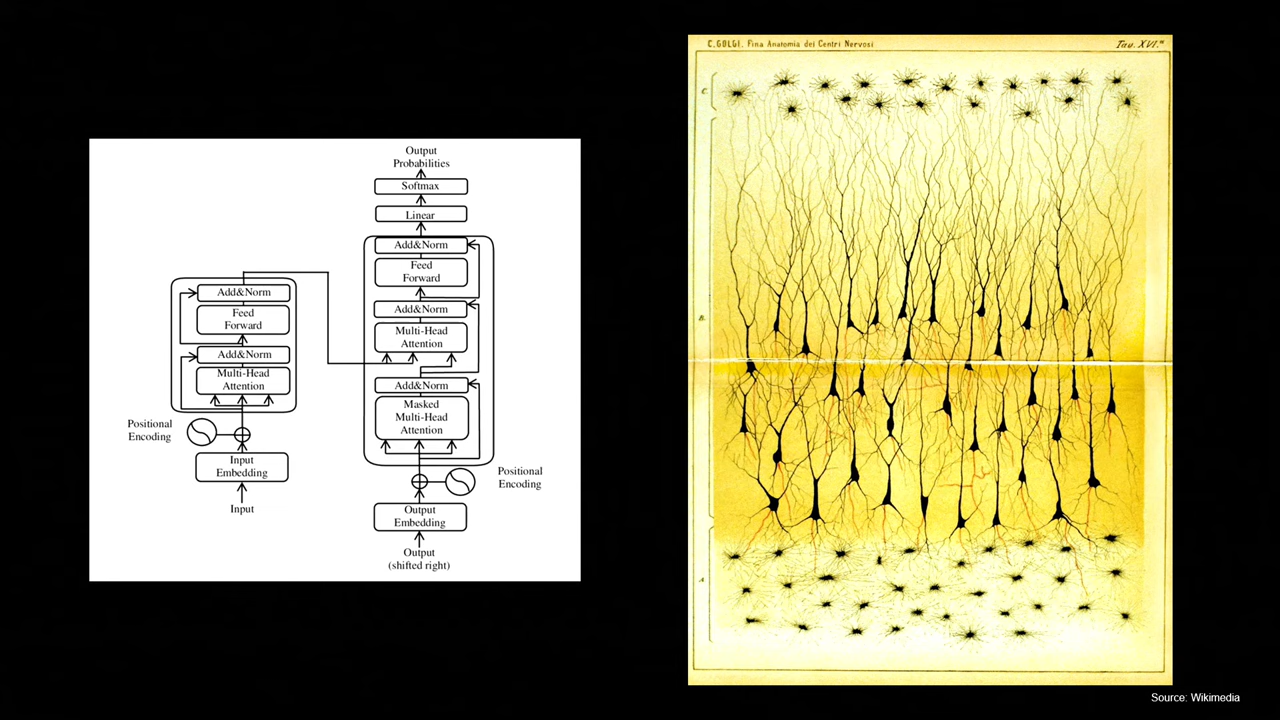 Output
Probabilities
Softmax
Linear
Add&Norm
Feed
Forward
Add&Norm
Multi-Head
Attention
Add&Norm
Masked
Multi-Head
Attention
Positional
Encoding
Output
Embedding
Output
(shifted right)
Add&Norm
Feed
Forward
Add&Norm
Multi-Head
Attention
Positional
Encoding
Input
Embedding
Input
C. GOLGI. Fina Anatomia dei Centri Nervosi
Tav. XVI.a
C
B
A
Source: Wikimedia